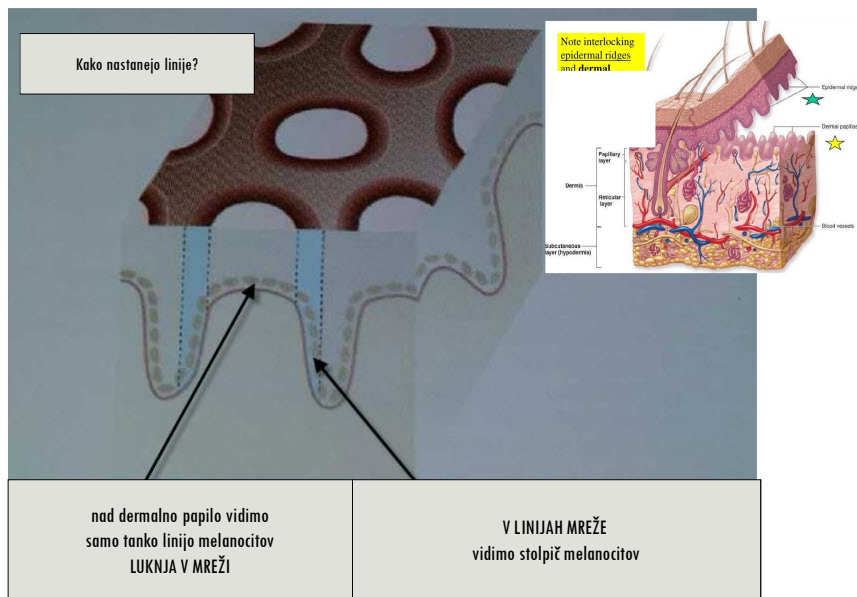 Kako nastanejo linije?
Note interlocking
epidermal ridges
and dermal
Epidermal ridge
Dermal papillae
Papillary
layer
Dermis
Reticular
layer
Blood vessels
Subcutaneous
layer (hypodermis)
nad dermalno papilo vidimo
samo tanko linijo melanocitov
LUKNJA V MREŽI
V LINIJAH MREŽE
vidimo stolpič melanocitov